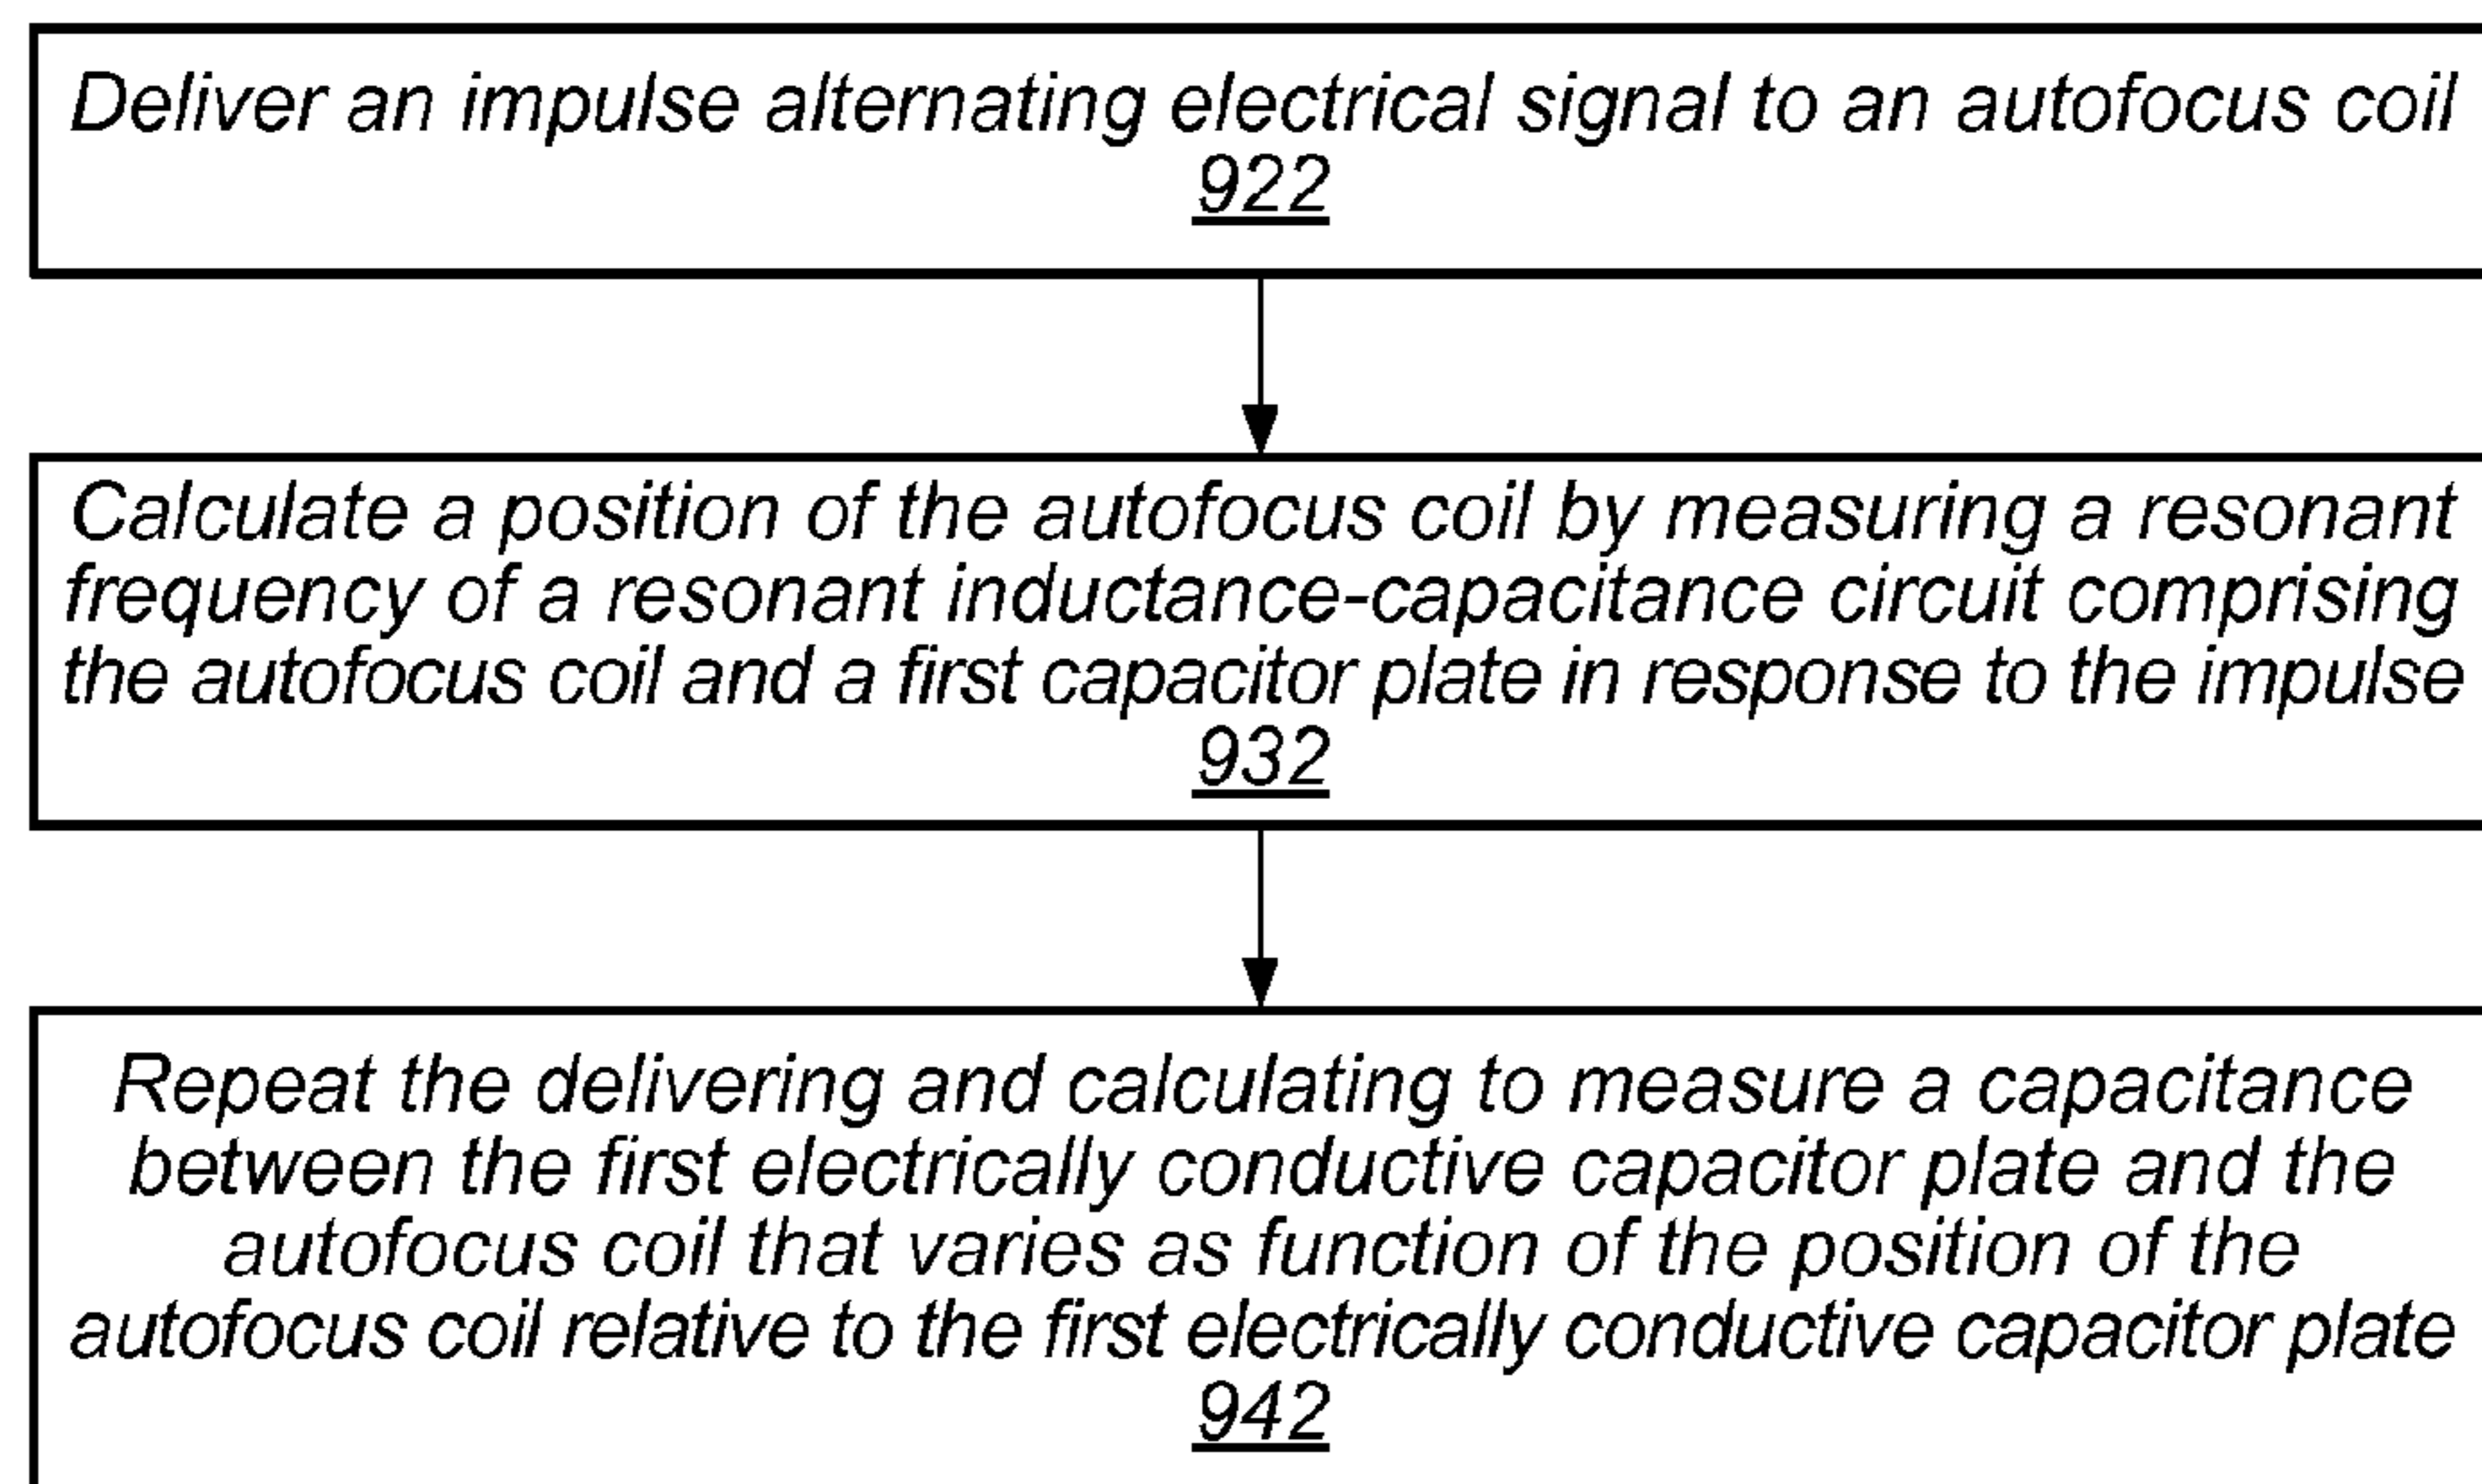 Deliver an impulse alternating electrical signal to an autofocus coil
922
Calculate a position of the autofocus coil by measuring a resonant
frequency of a resonant inductance-capacitance circuit comprising
the autofocus coil and a first capacitor plate in response to the impulse
932
Repeat the delivering and calculating to measure a capacitance
between the first electrically conductive capacitor plate and the
autofocus coil that varies as function of the position of the
autofocus coil relative to the first electrically conductive capacitor plate
942